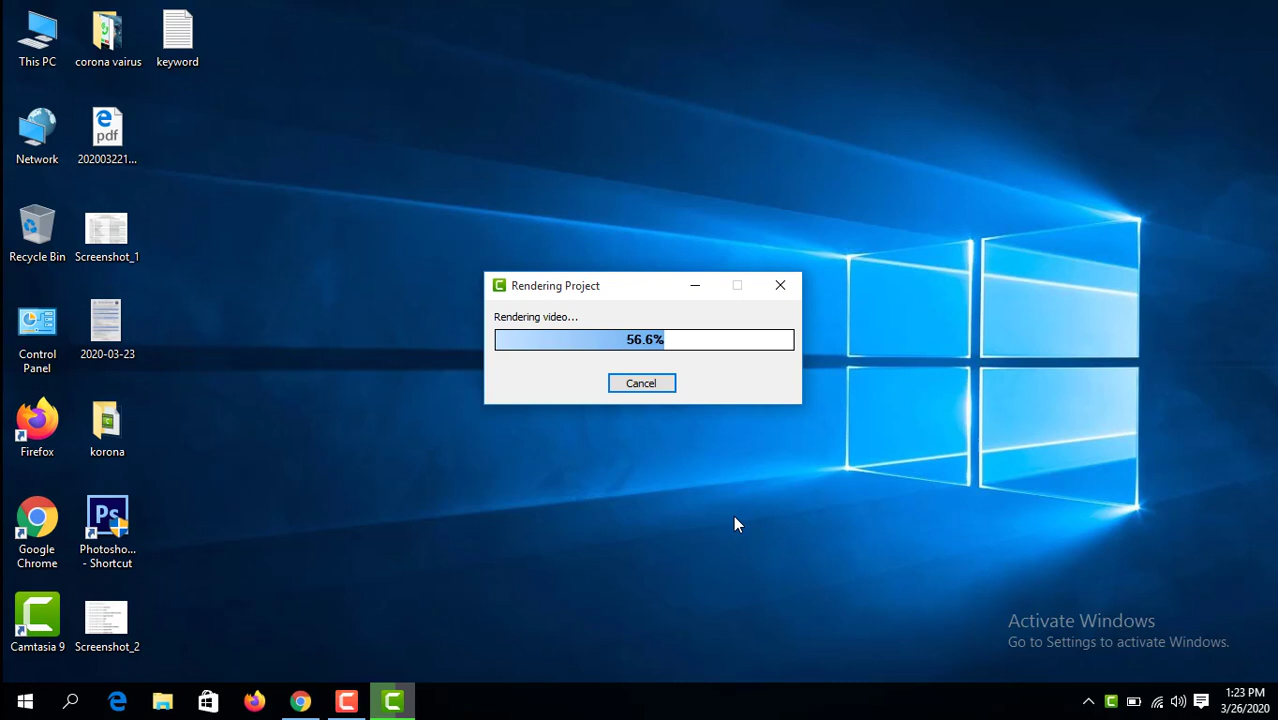 This PC
corona vairus
keyword
Network
pdf
202003221...
Recycle Bin
Screenshot_1
Control
Panel
2020-03-23
Firefox
korona
Google
Chrome
Ps
Photosho...
- Shortcut
Camtasia 9
Screenshot_2
Rendering Project
Rendering video...
56.6%
Cancel
Activate Windows
Go to Settings to activate Windows.
1:23 PM
3/26/2020